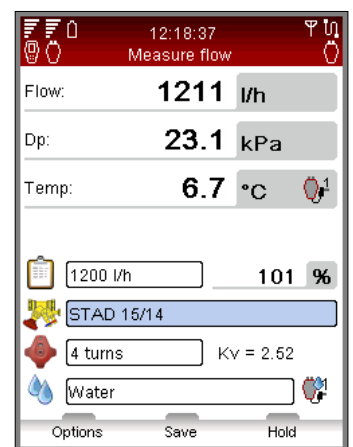 12:18:37
Measure flow
Flow: 1211 l/h
Dp: 23.1 kPa
Temp: 6.7 °C 1
1200 l/h 101 %
STAD 15/14
4 turns Kv = 2.52
Water
Options Save Hold